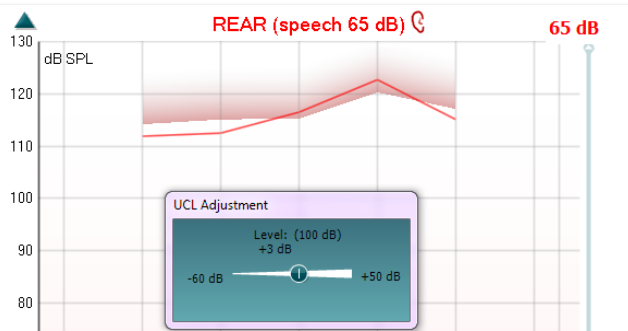 REAR (speech 65 dB)
65 dB
130
dB SPL
120
110
100
90
80
UCL Adjustment
Level: (100 dB)
+3 dB
-60 dB
+50 dB